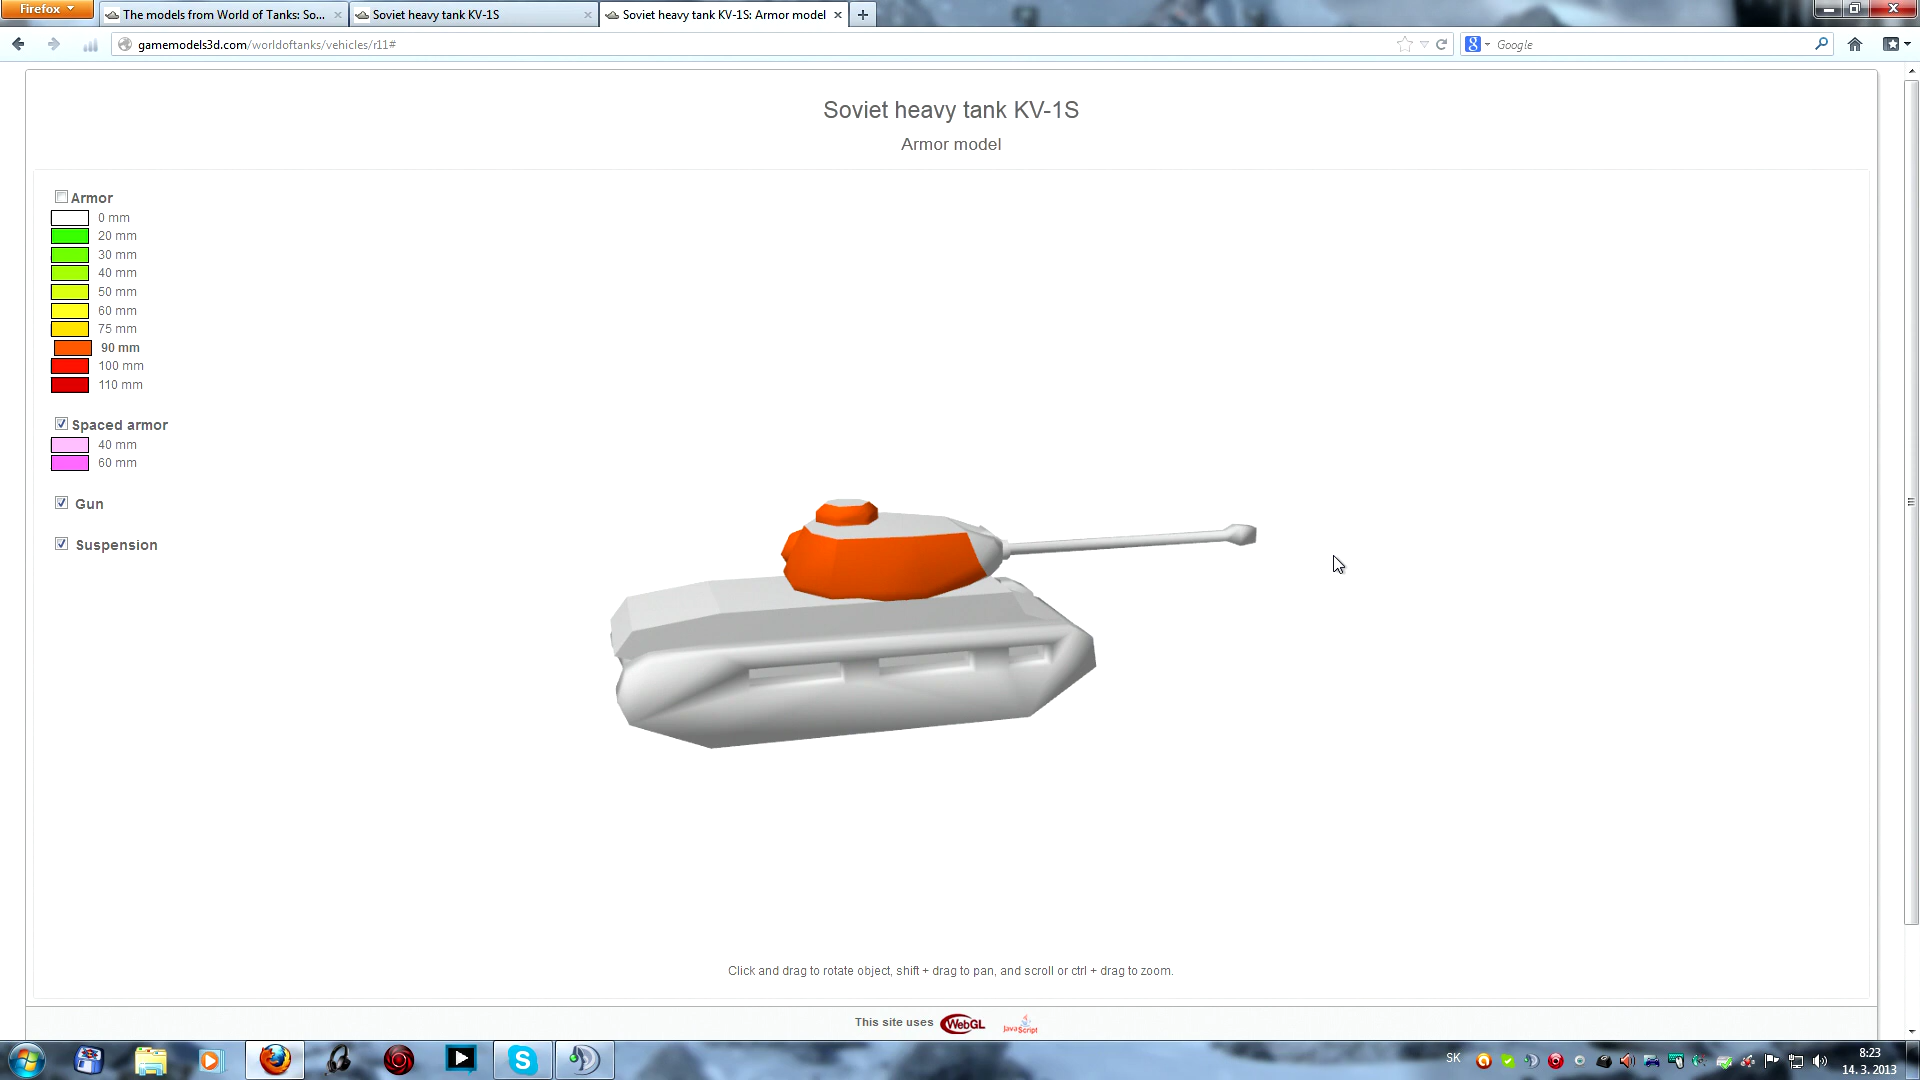 Firefox
The models from World of Tanks: So...
Soviet heavy tank KV-1S
Soviet heavy tank KV-1S: Armor model
gamemodels3d.com/worldoftanks/vehicles/r11#
8
Google
Soviet heavy tank KV-1S
Armor model
Armor
0 mm
20 mm
30 mm
40 mm
50 mm
60 mm
75 mm
90 mm
100 mm
110 mm
Spaced armor
40 mm
60 mm
Gun
Suspension
Click and drag to rotate object, shift + drag to pan, and scroll or ctrl + drag to zoom.
This site uses WebGL JavaScript
SK
8:23
14. 3. 2013